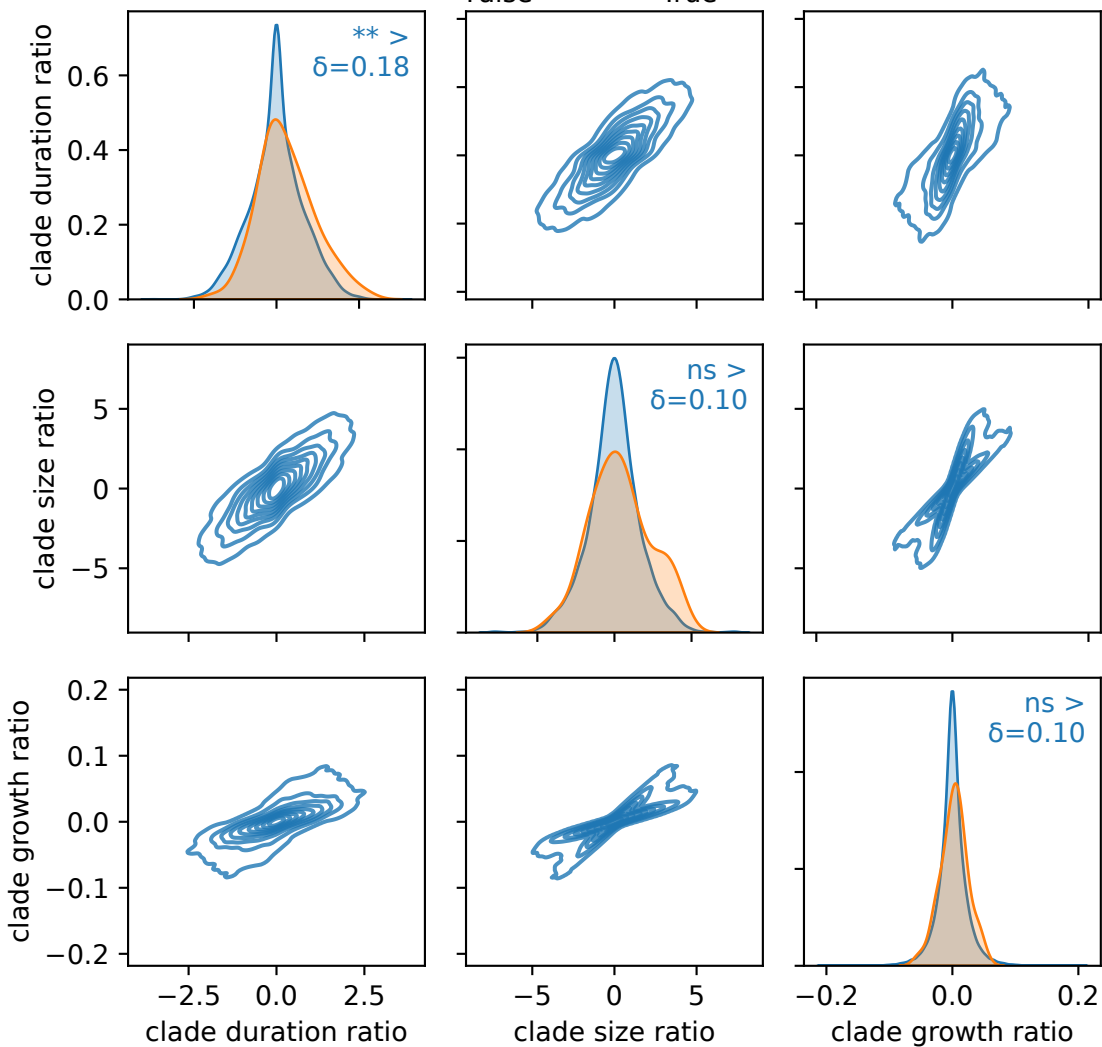 False True
clade duration ratio
** >
δ=0.18
0.6
0.4
0.2
0.0
clade size ratio
ns >
δ=0.10
5
0
−5
clade growth ratio
ns >
δ=0.10
0.2
0.1
0.0
−0.1
−0.2
−2.5 0.0 2.5 −5 0 5 −0.2 0.0 0.2
clade duration ratio clade size ratio clade growth ratio